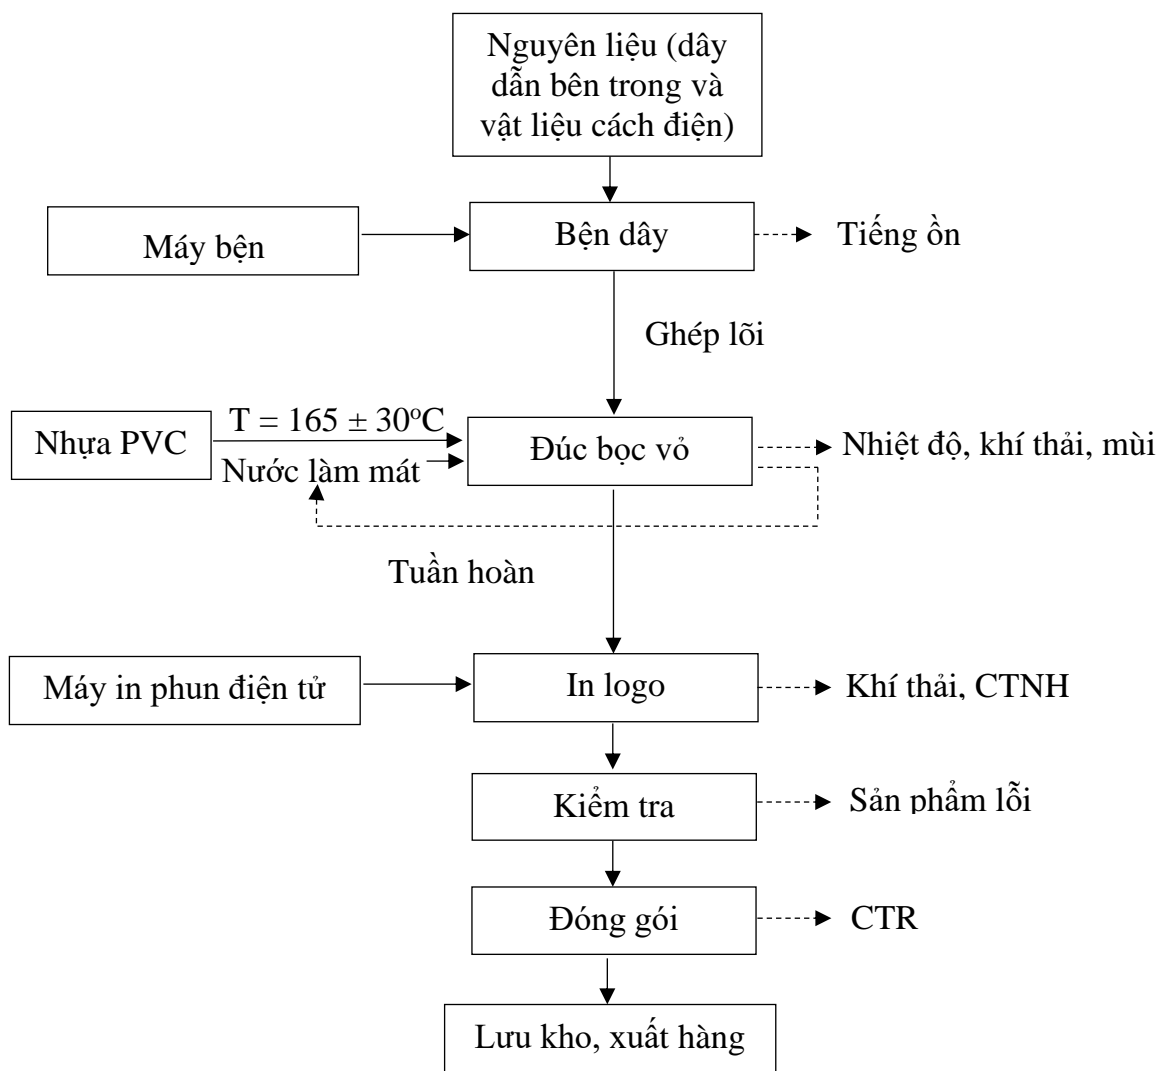 Nguyên liệu (dây
dẫn bên trong và
vật liệu cách điện)
Máy bện
Bện dây
Tiếng ồn
Ghép lõi
Nhựa PVC
T = 165 ± 30°C
Nước làm mát
Đúc bọc vỏ
Nhiệt độ, khí thải, mùi
Tuần hoàn
Máy in phun điện tử
In logo
Khí thải, CTNH
Kiểm tra
Sản phẩm lỗi
Đóng gói
CTR
Lưu kho, xuất hàng